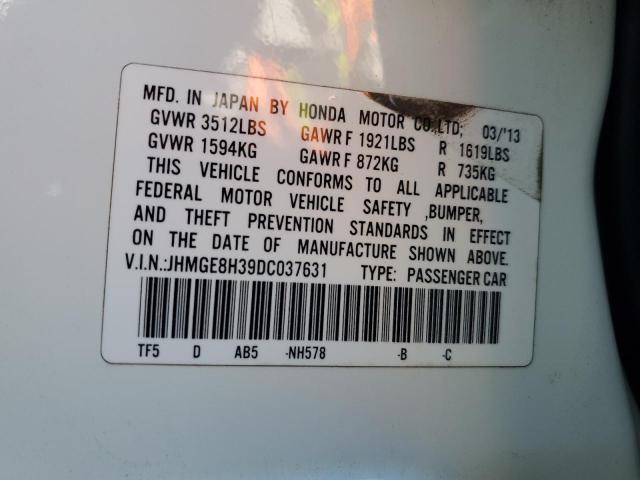 MFD. IN JAPAN BY HONDA MOTOR CO.,LTD; 03/'13
GVWR 3512LBS GAWR F 1921LBS R 1619LBS
GVWR 1594KG GAWR F 872KG R 735KG
THIS VEHICLE CONFORMS TO ALL APPLICABLE
FEDERAL MOTOR VEHICLE SAFETY ,BUMPER,
AND THEFT PREVENTION STANDARDS IN EFFECT
ON THE DATE OF MANUFACTURE SHOWN ABOVE.
V.I.N.:JHMGE8H39DC037631 TYPE: PASSENGER CAR
TF5 D AB5 -NH578 -B -C